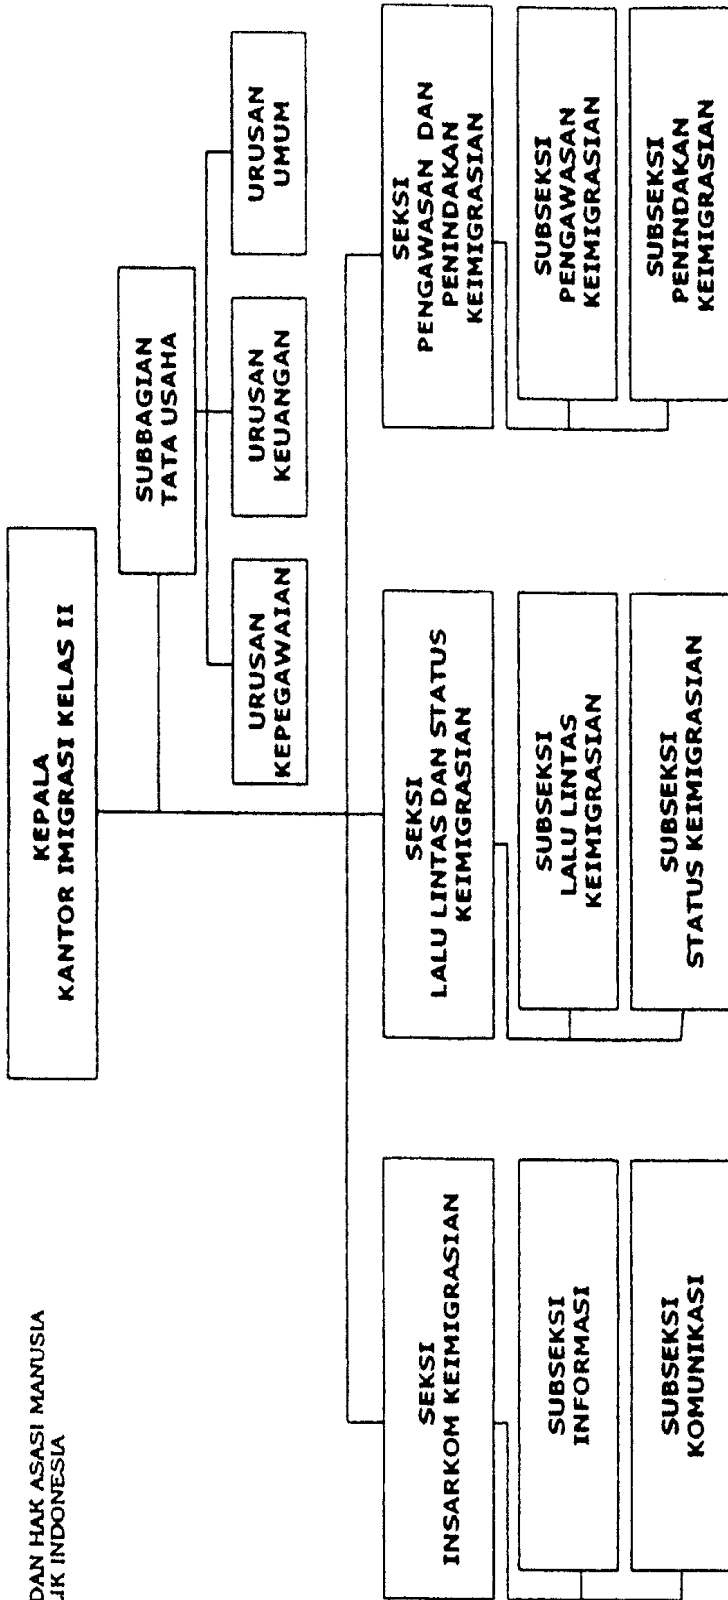 DAN HAK ASASI MANUSIA
IK INDONESIA
KEPALA
KANTOR IMIGRASI KELAS II
SUBBAGIAN
TATA USAHA
URUSAN
KEPEGAWAIAN
URUSAN
KEUANGAN
URUSAN
UMUM
SEKSI
INSARKOM KEIMIGRASIAN
SUBSEKSI
INFORMASI
SUBSEKSI
KOMUNIKASI
SEKSI
LALU LINTAS DAN STATUS
KEIMIGRASIAN
SUBSEKSI
LALU LINTAS
KEIMIGRASIAN
SUBSEKSI
STATUS KEIMIGRASIAN
SEKSI
PENGAWASAN DAN
PENINDAKAN
KEIMIGRASIAN
SUBSEKSI
PENGAWASAN
KEIMIGRASIAN
SUBSEKSI
PENINDAKAN
KEIMIGRASIAN